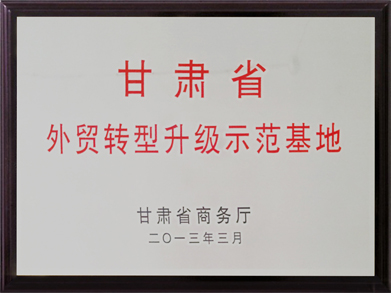 甘肃省
外贸转型升级示范基地
甘肃省商务厅
二〇一三年三月